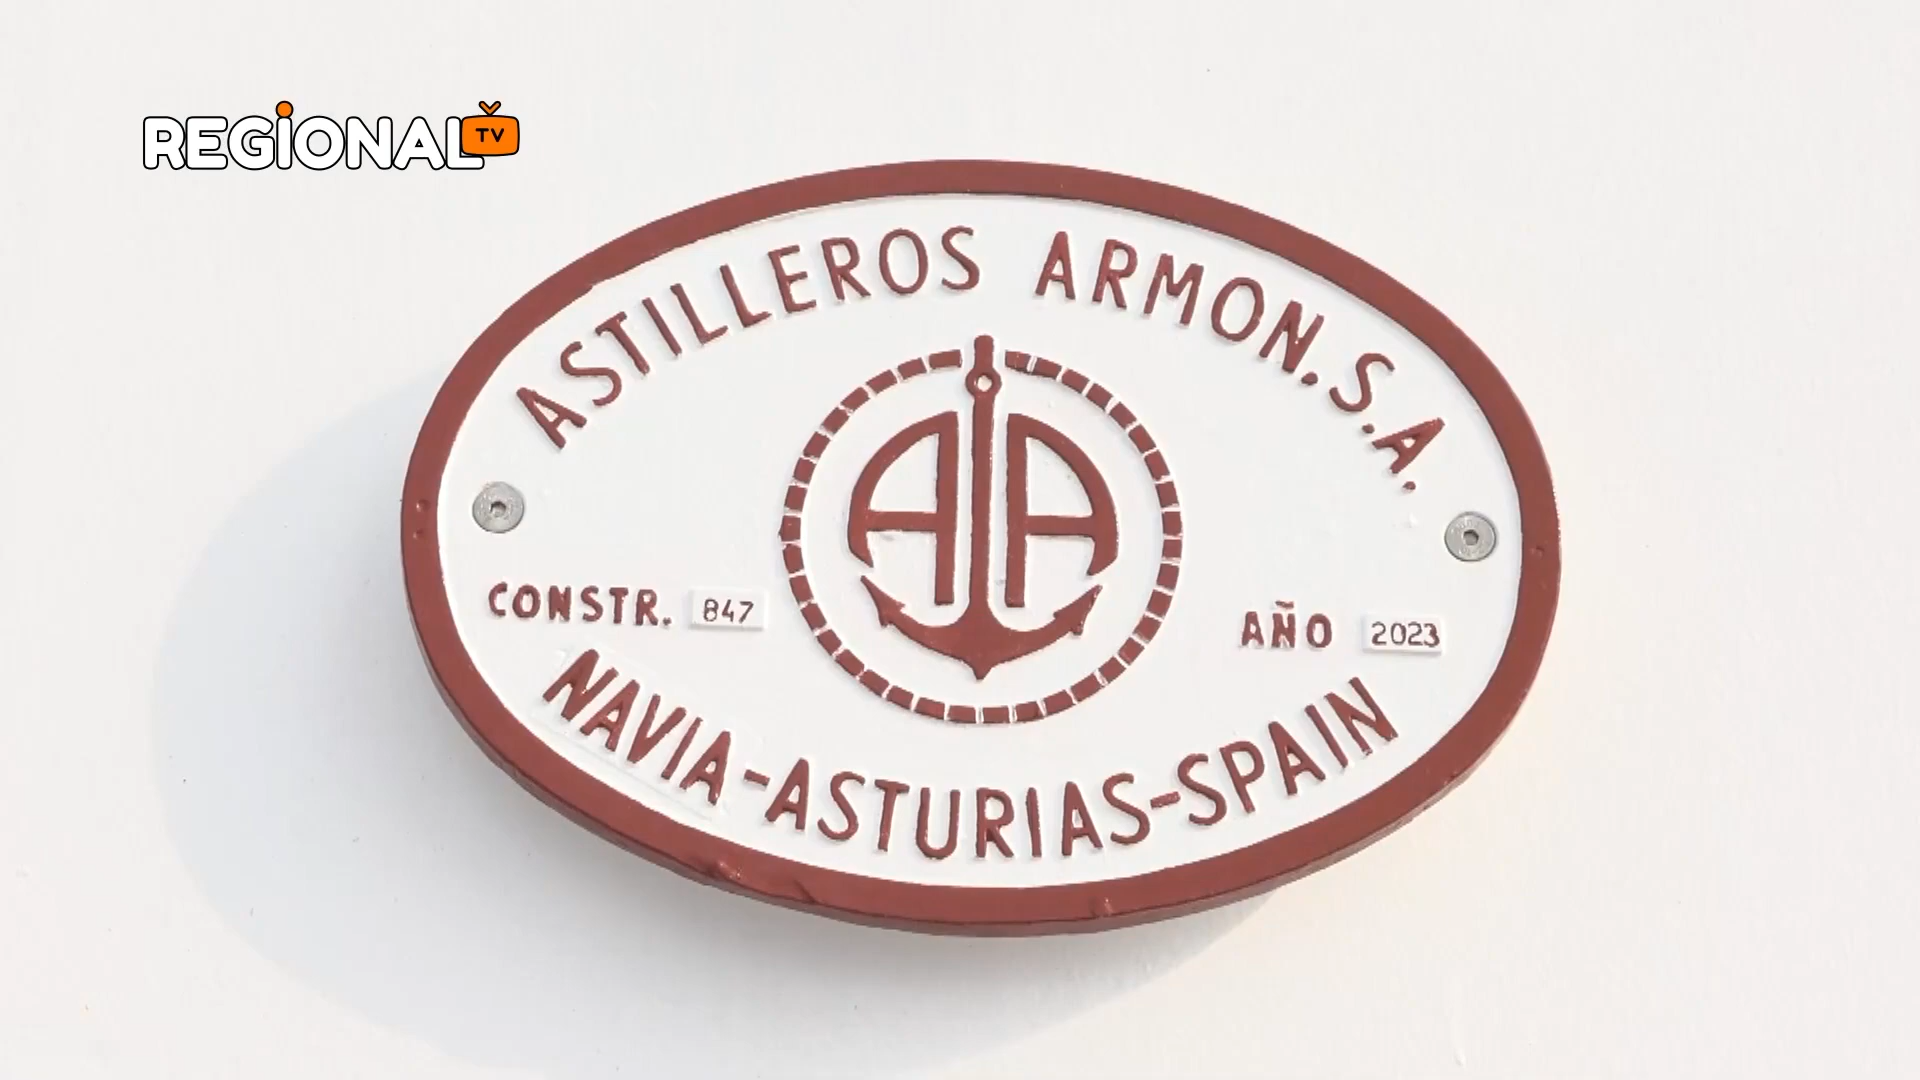 REGIONAL TV
ASTILLEROS ARMON.S.A.
AA
CONSTR. 847
AÑO 2023
NAVIA-ASTURIAS-SPAIN